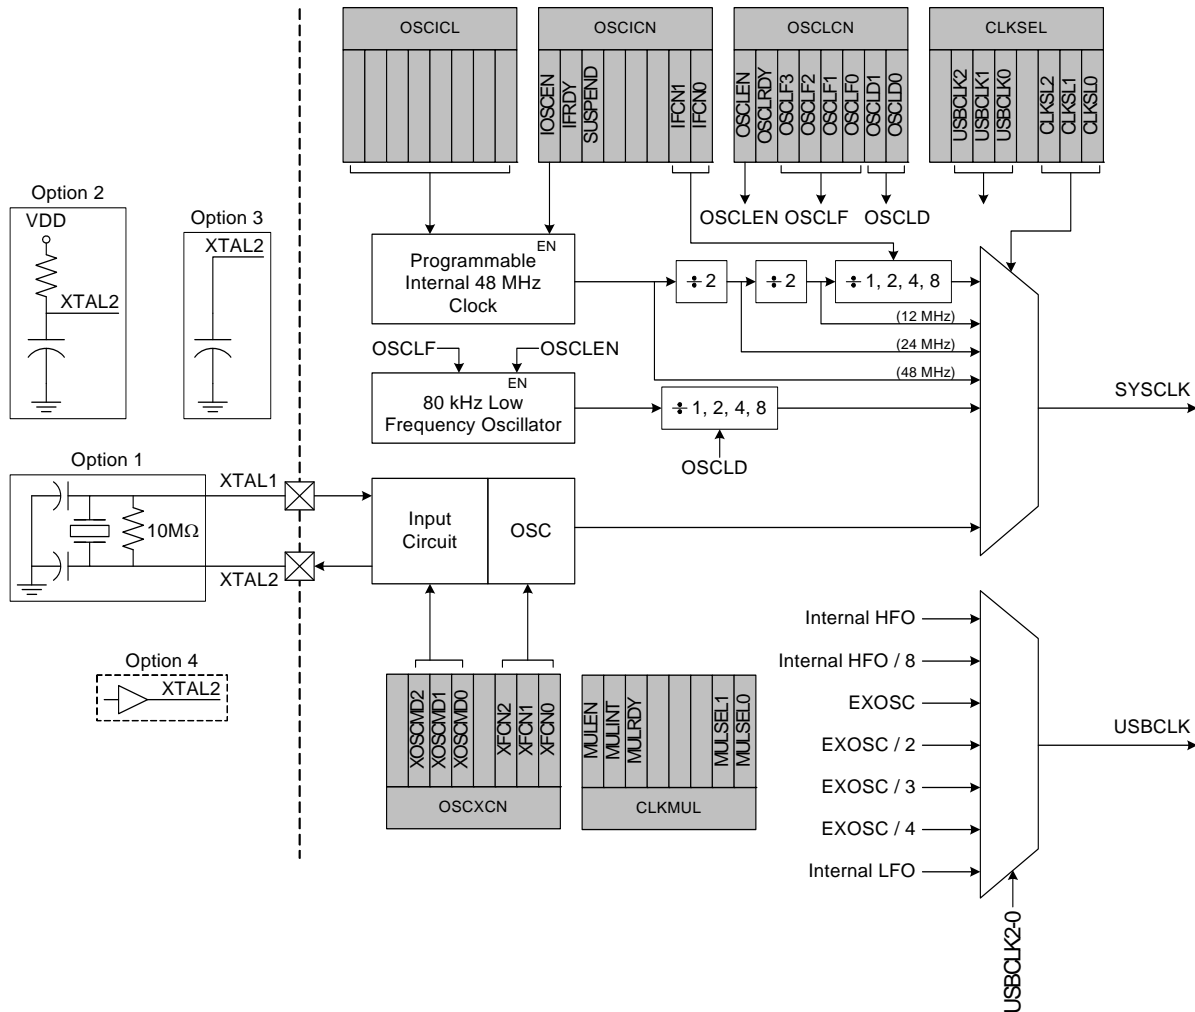 OSCICL
OSCICN
OSCLCN
CLKSEL
IOSCEN
IFRDY
SUSPEND
IFCN1
IFCN0
OSCLEN
OSCLRDY
OSCLF3
OSCLF2
OSCLF1
OSCLF0
OSCLD1
OSCLD0
USBCLK2
USBCLK1
USBCLK0
CLKSL2
CLKSL1
CLKSL0
Option 2
VDD
XTAL2
Option 3
XTAL2
OSCLEN OSCLF OSCLD
EN
Programmable
Internal 48 MHz
Clock
÷ 2
÷ 2
÷ 1, 2, 4, 8
(12 MHz)
(24 MHz)
(48 MHz)
OSCLF
OSCLEN
EN
80 kHz Low
Frequency Oscillator
÷ 1, 2, 4, 8
OSCLD
SYSCLK
Option 1
10MΩ
XTAL1
XTAL2
Input
Circuit
OSC
Option 4
XTAL2
XOSCMD2
XOSCMD1
XOSCMD0
XFCN2
XFCN1
XFCN0
OSCXCN
MULEN
MULINT
MULRDY
MULSEL1
MULSEL0
CLKMUL
Internal HFO
Internal HFO / 8
EXOSC
EXOSC / 2
EXOSC / 3
EXOSC / 4
Internal LFO
USBCLK
USBCLK2-0